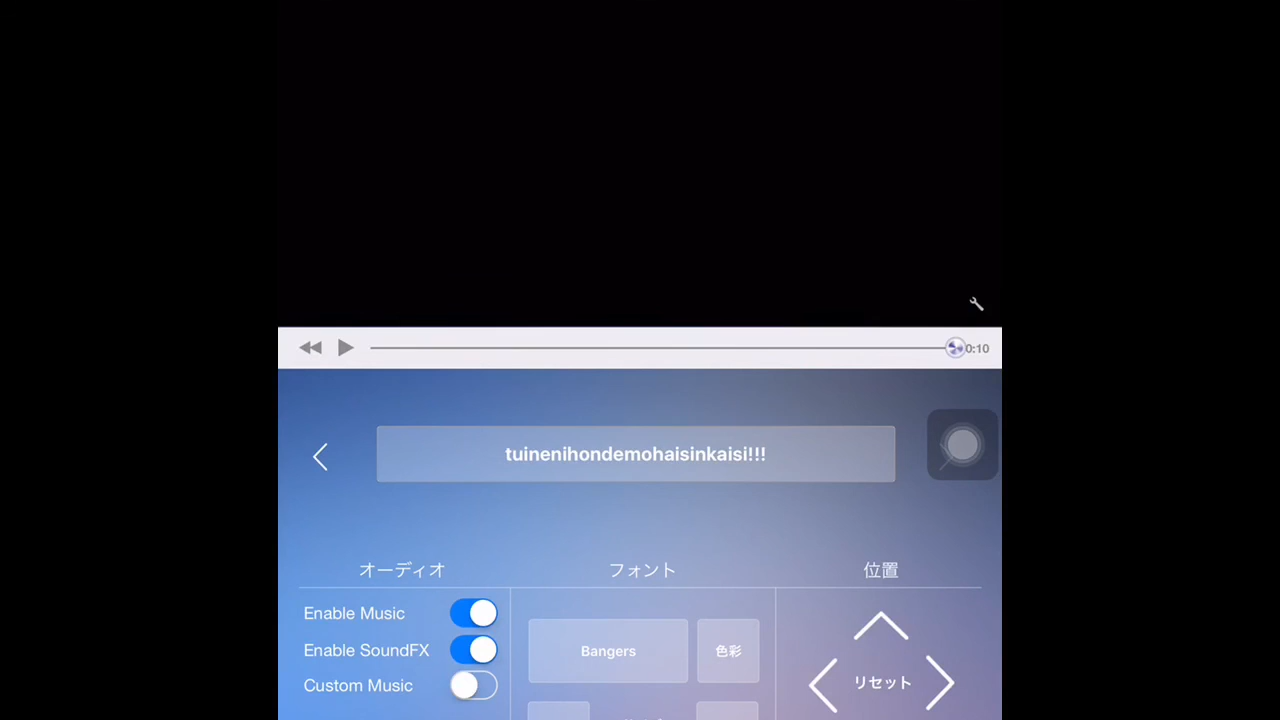 0:10
tuinenihondemohaisinkaisi!!!
オーディオ
フォント
位置
Enable Music
Enable SoundFX
Custom Music
Bangers
色彩
リセット